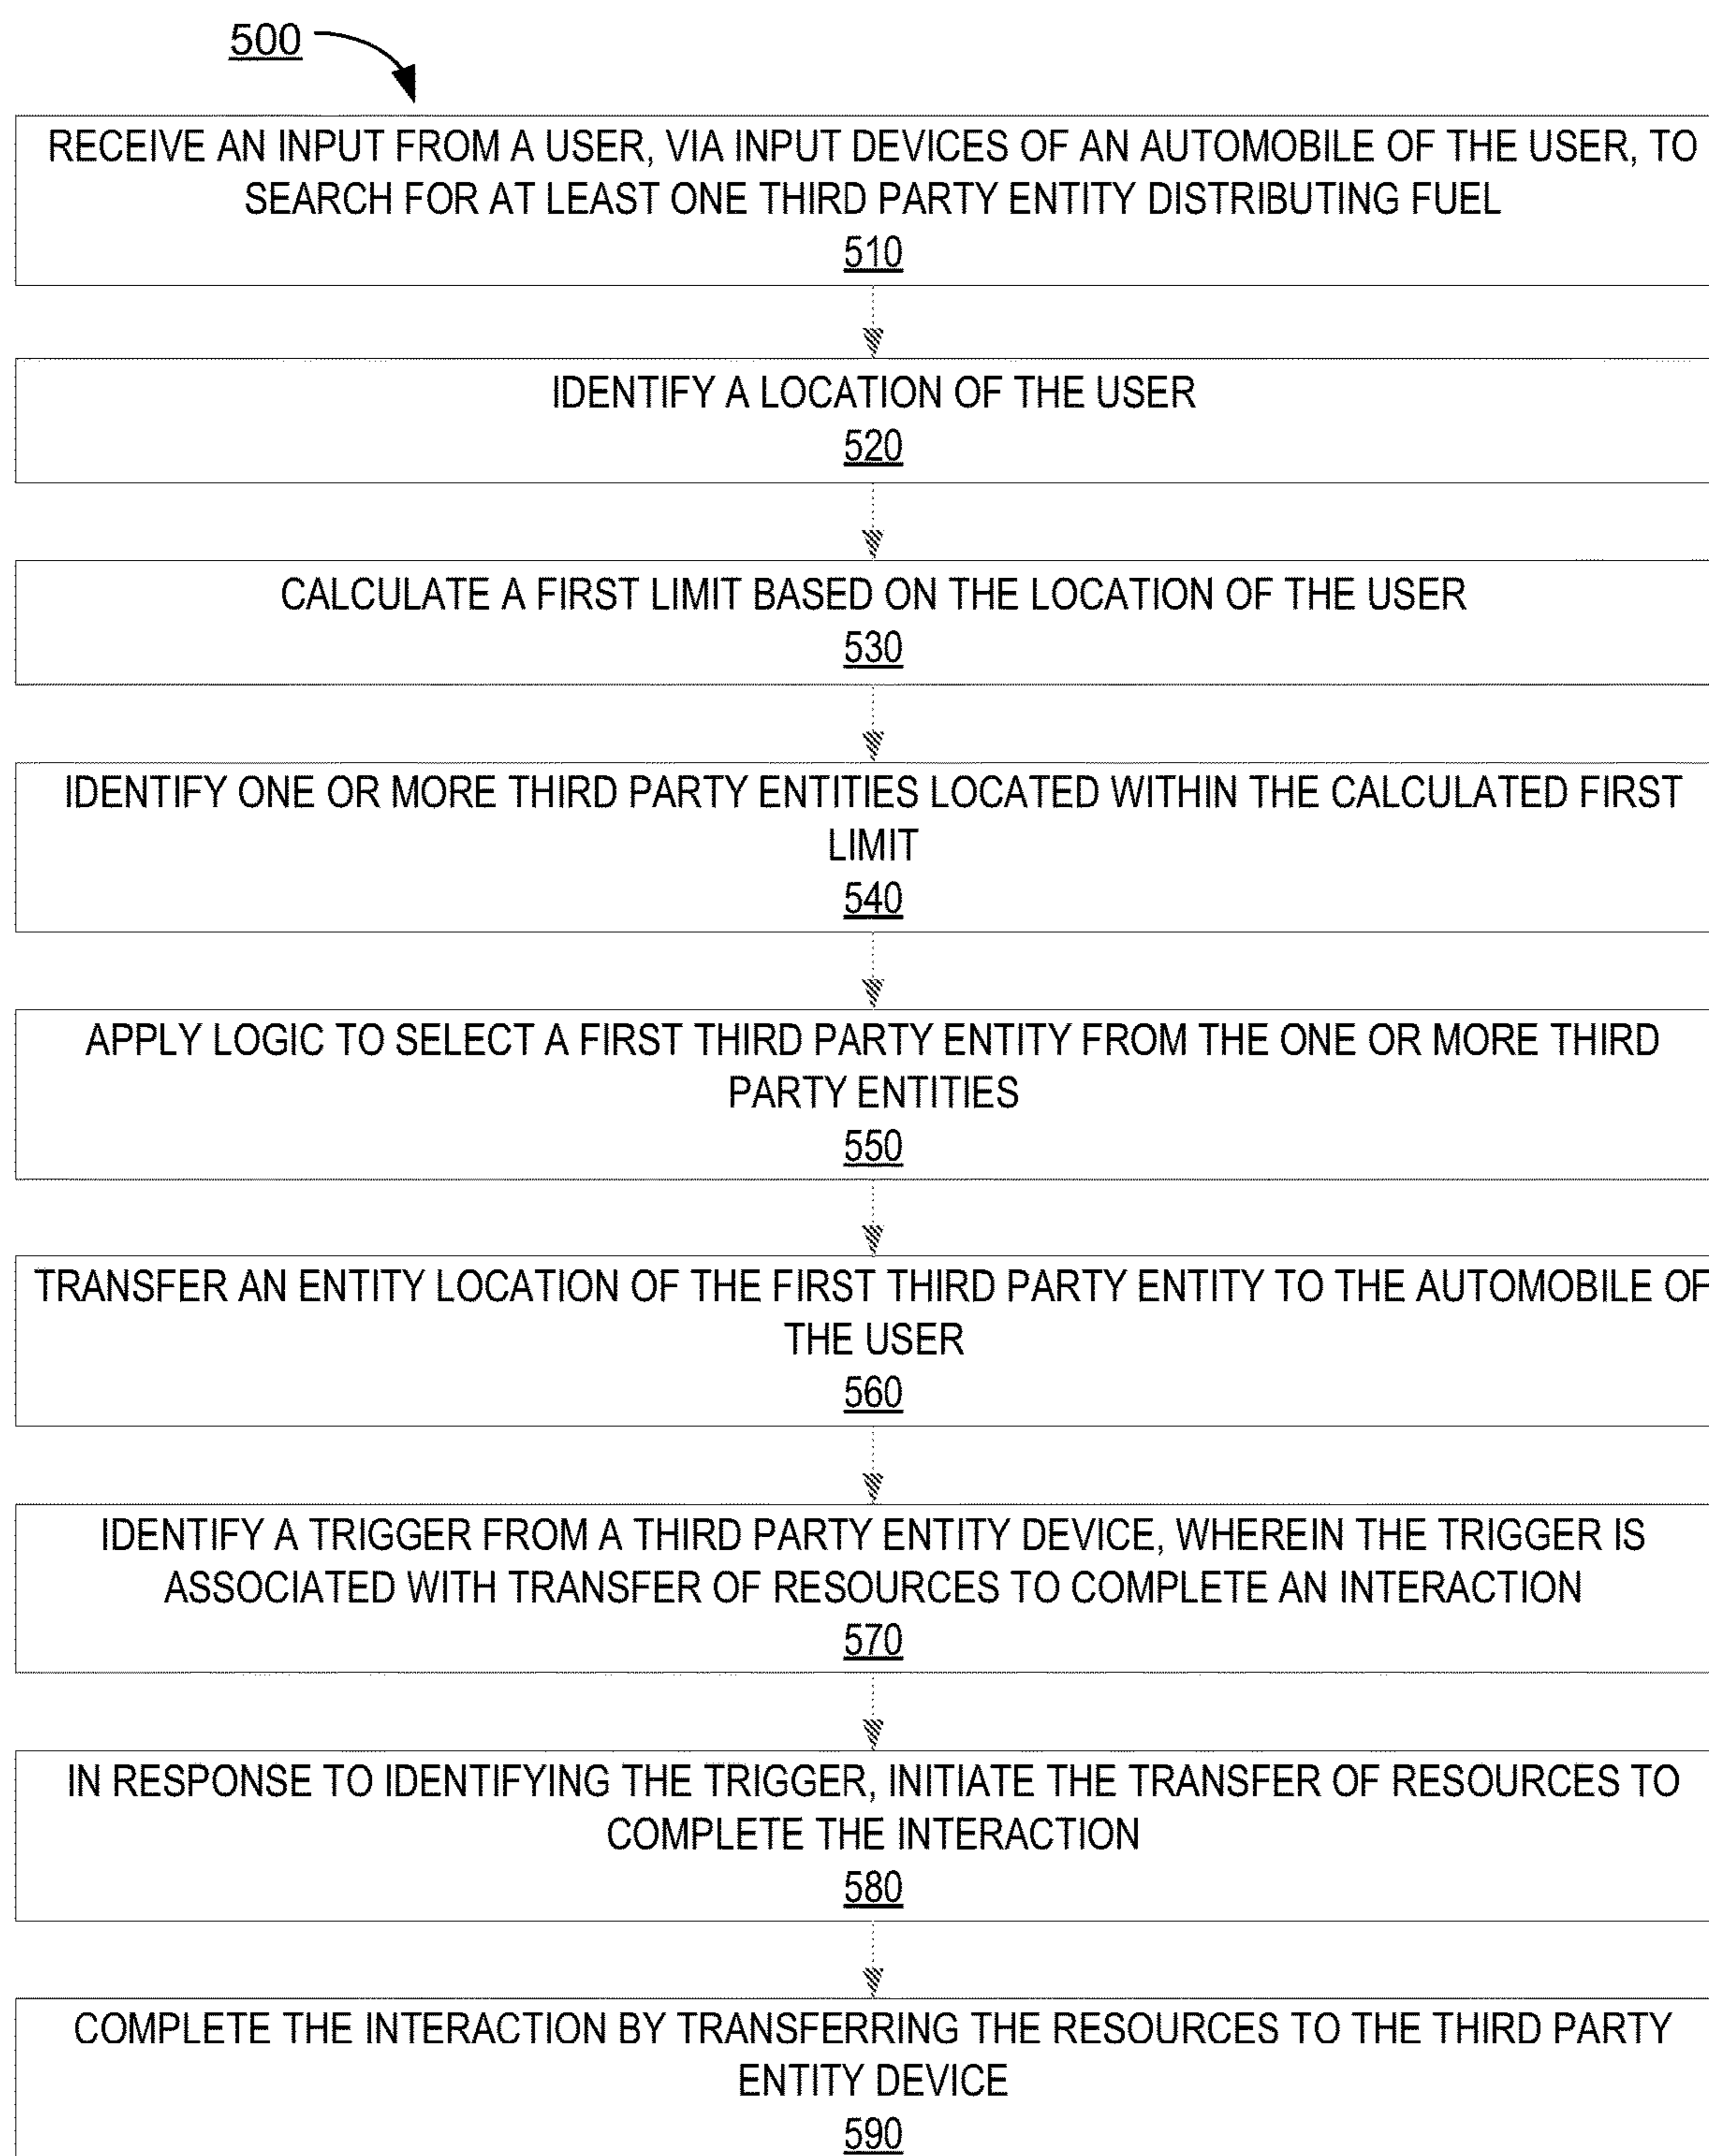 500
RECEIVE AN INPUT FROM A USER, VIA INPUT DEVICES OF AN AUTOMOBILE OF THE USER, TO
SEARCH FOR AT LEAST ONE THIRD PARTY ENTITY DISTRIBUTING FUEL
510
IDENTIFY A LOCATION OF THE USER
520
CALCULATE A FIRST LIMIT BASED ON THE LOCATION OF THE USER
530
IDENTIFY ONE OR MORE THIRD PARTY ENTITIES LOCATED WITHIN THE CALCULATED FIRST
LIMIT
540
APPLY LOGIC TO SELECT A FIRST THIRD PARTY ENTITY FROM THE ONE OR MORE THIRD
PARTY ENTITIES
550
TRANSFER AN ENTITY LOCATION OF THE FIRST THIRD PARTY ENTITY TO THE AUTOMOBILE OF
THE USER
560
IDENTIFY A TRIGGER FROM A THIRD PARTY ENTITY DEVICE, WHEREIN THE TRIGGER IS
ASSOCIATED WITH TRANSFER OF RESOURCES TO COMPLETE AN INTERACTION
570
IN RESPONSE TO IDENTIFYING THE TRIGGER, INITIATE THE TRANSFER OF RESOURCES TO
COMPLETE THE INTERACTION
580
COMPLETE THE INTERACTION BY TRANSFERRING THE RESOURCES TO THE THIRD PARTY
ENTITY DEVICE
590